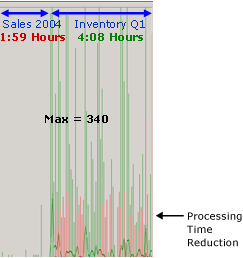 Sales 2004 Inventory Q1
1:59 Hours 4:08 Hours
Max = 340
Processing
Time
Reduction